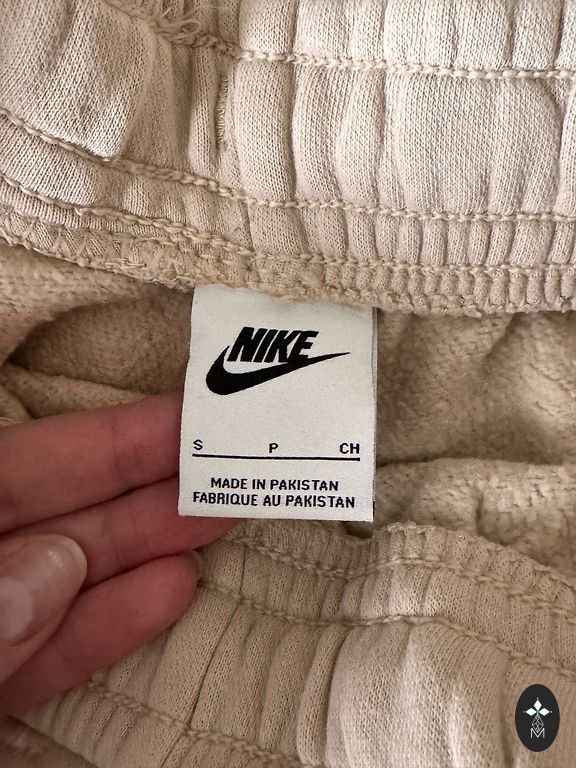 NIKE
S P CH
MADE IN PAKISTAN
FABRIQUE AU PAKISTAN
M